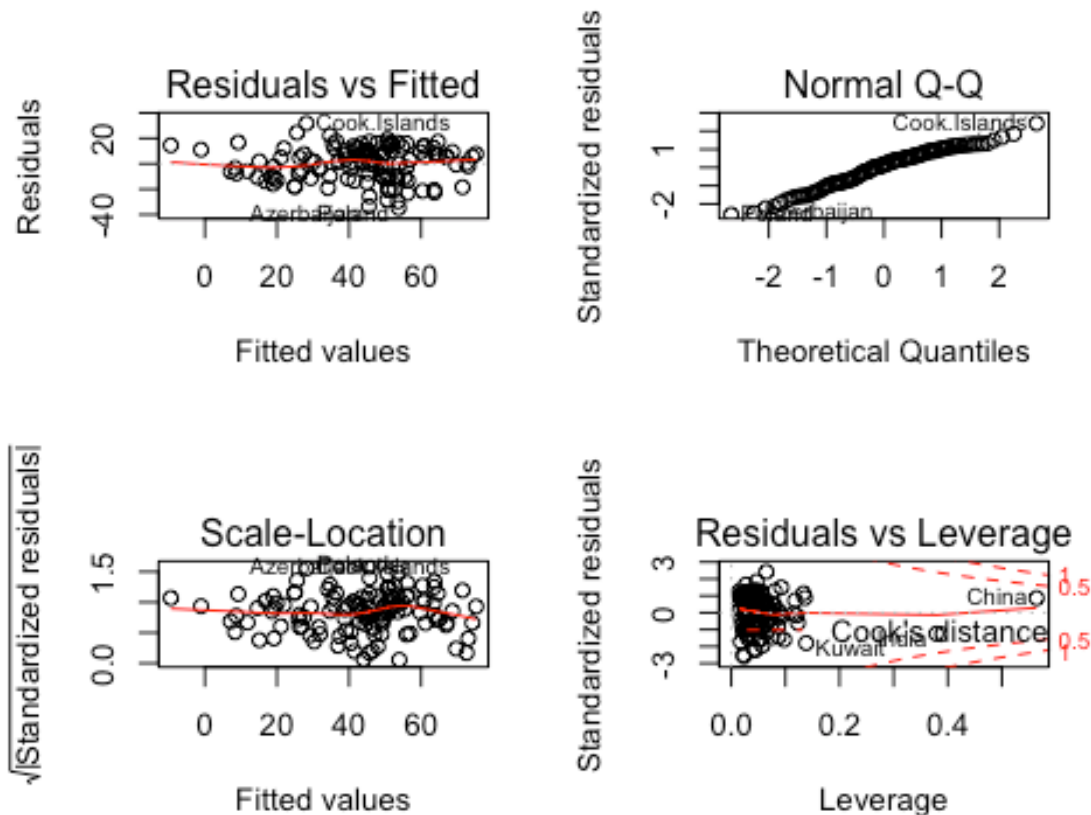 Residuals vs Fitted
Residuals
20
-40
Cook.Islands
Azerbaijan
0 20 40 60
Fitted values
Normal Q-Q
Standardized residuals
1
-2
Cook.Islands
Azerbaijan
-2 -1 0 1 2
Theoretical Quantiles
Scale-Location
√|Standardized residuals|
1.5
0.0
0 20 40 60
Fitted values
Residuals vs Leverage
Standardized residuals
3
0
-3
1
0.5
China
Cook's distance
India
Kuwait
0.5
1
0.0 0.2 0.4
Leverage